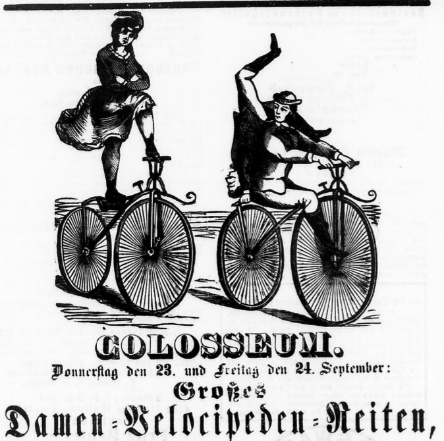 COLOSSEUM.
Donnerſtag den 23. und Freitag den 24. September:
Großes
Damen-Velocipeden-Reiten,